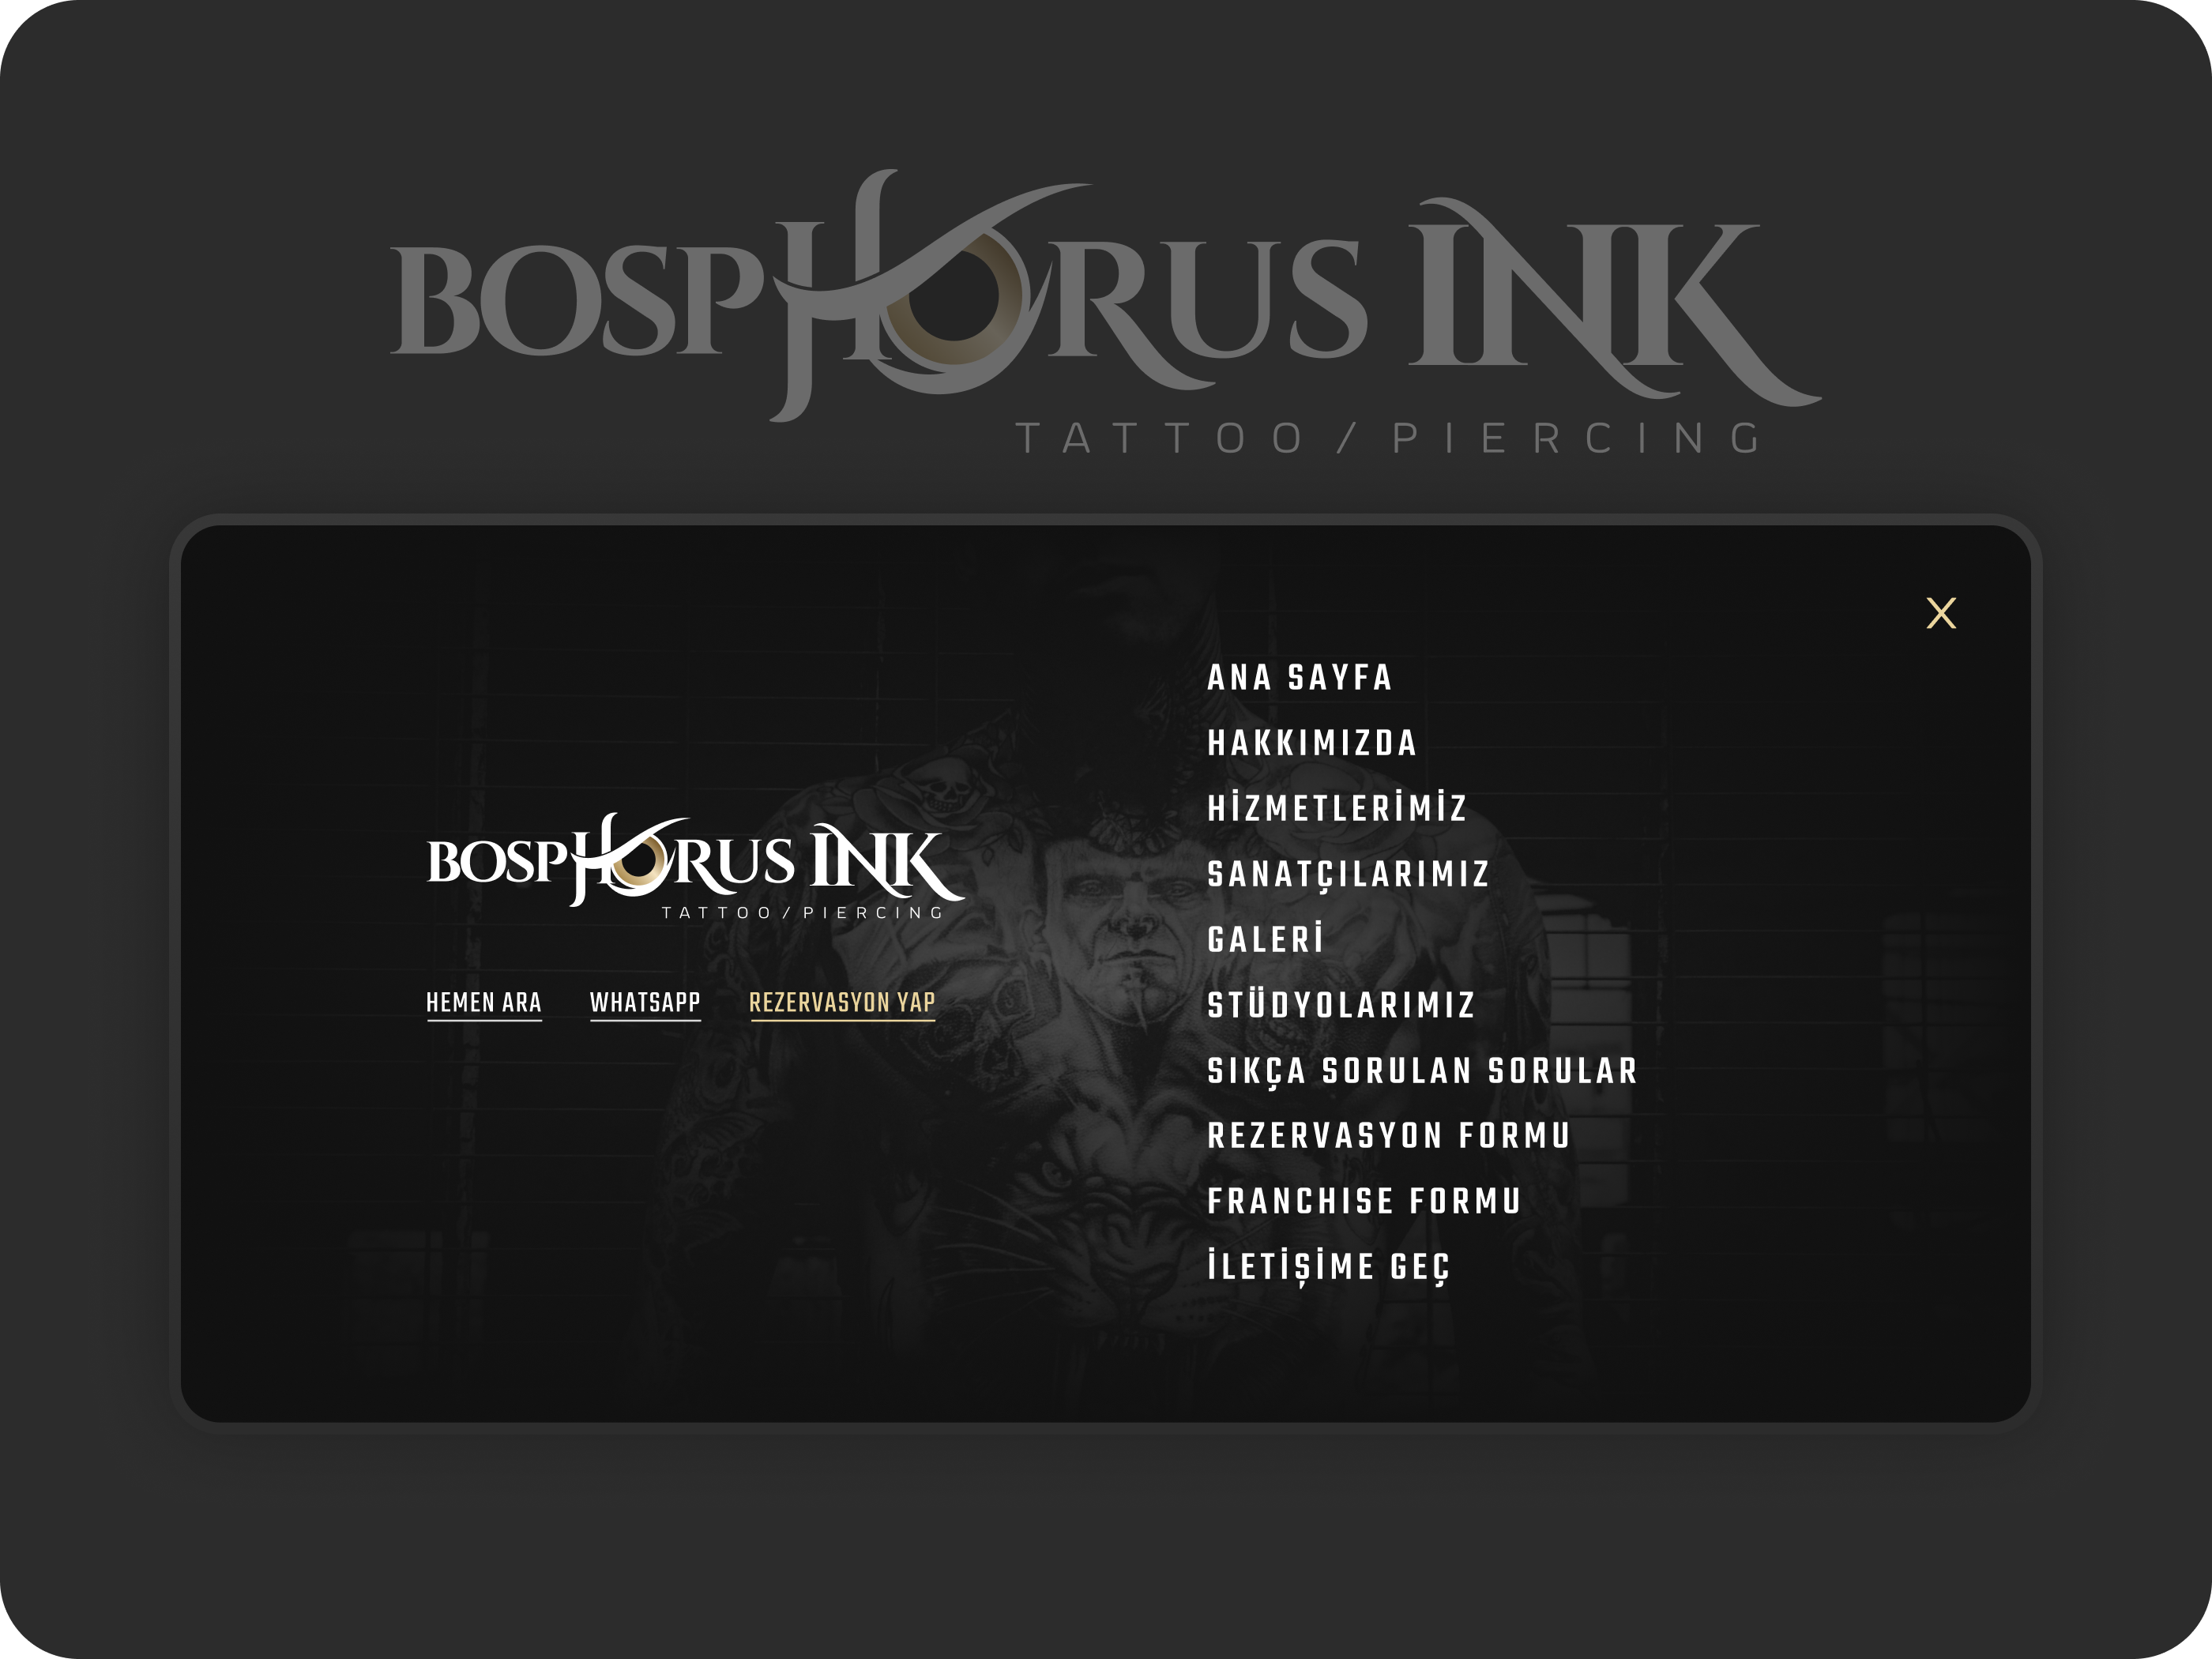 BOSPHORUS INK
TATTOO/PIERCING
BOSPHORUS INK
TATTOO/PIERCING
HEMEN ARA
WHATSAPP
REZERVASYON YAP
X
ANA SAYFA
HAKKIMIZDA
HİZMETLERİMİZ
SANATÇILARIMIZ
GALERİ
STÜDYOLARIMIZ
SIKÇA SORULAN SORULAR
REZERVASYON FORMU
FRANCHISE FORMU
İLETİŞİME GEÇ